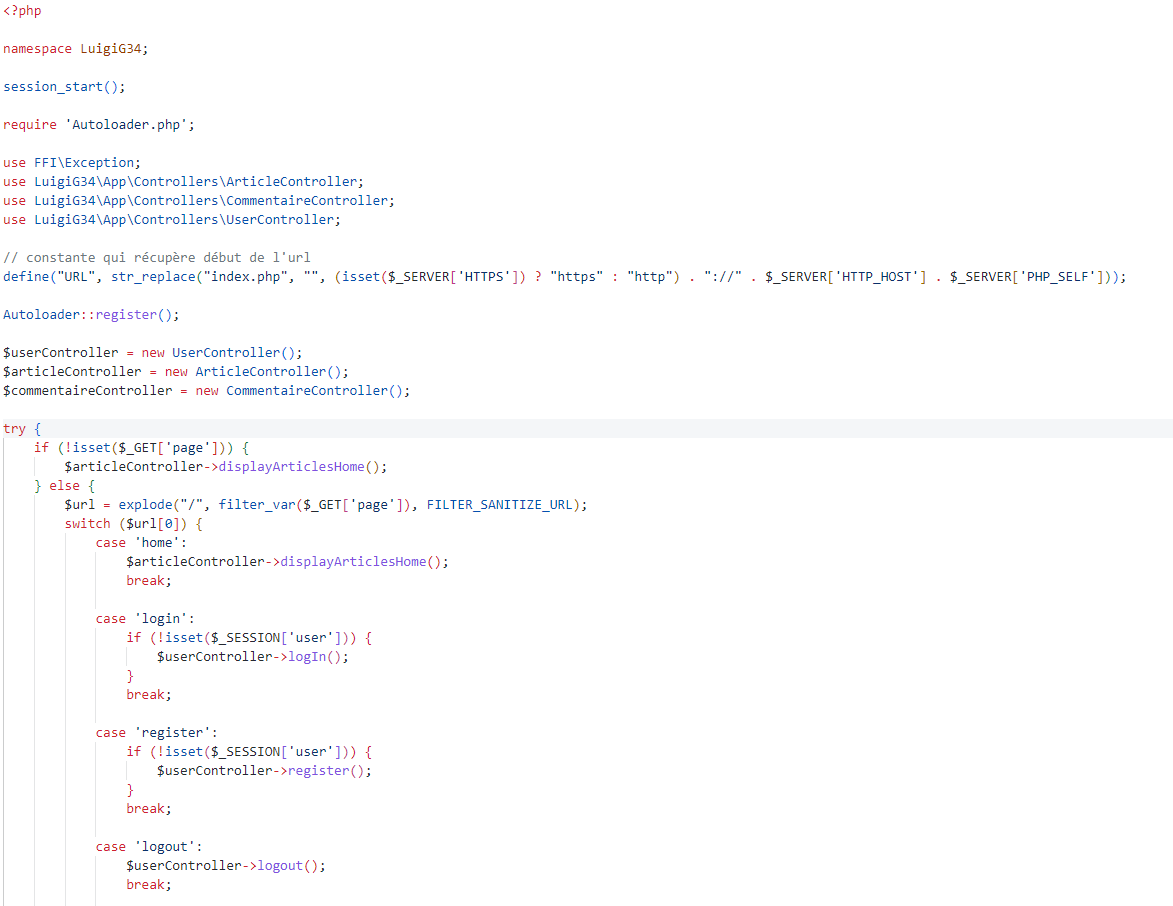 <?php
namespace LuigiG34;
session_start();
require 'Autoloader.php';
use FFI\Exception;
use LuigiG34\App\Controllers\ArticleController;
use LuigiG34\App\Controllers\CommentaireController;
use LuigiG34\App\Controllers\UserController;
// constante qui récupère début de l'url
define("URL", str_replace("index.php", "", (isset($_SERVER['HTTPS']) ? "https" : "http") . "://" . $_SERVER['HTTP_HOST'] . $_SERVER['PHP_SELF']));
Autoloader::register();
$userController = new UserController();
$articleController = new ArticleController();
$commentaireController = new CommentaireController();
try {
    if (!isset($_GET['page'])) {
        $articleController->displayArticlesHome();
    } else {
        $url = explode("/", filter_var($_GET['page']), FILTER_SANITIZE_URL);
        switch ($url[0]) {
            case 'home':
                $articleController->displayArticlesHome();
                break;
            case 'login':
                if (!isset($_SESSION['user'])) {
                    $userController->logIn();
                }
                break;
            case 'register':
                if (!isset($_SESSION['user'])) {
                    $userController->register();
                }
                break;
            case 'logout':
                $userController->logout();
                break;